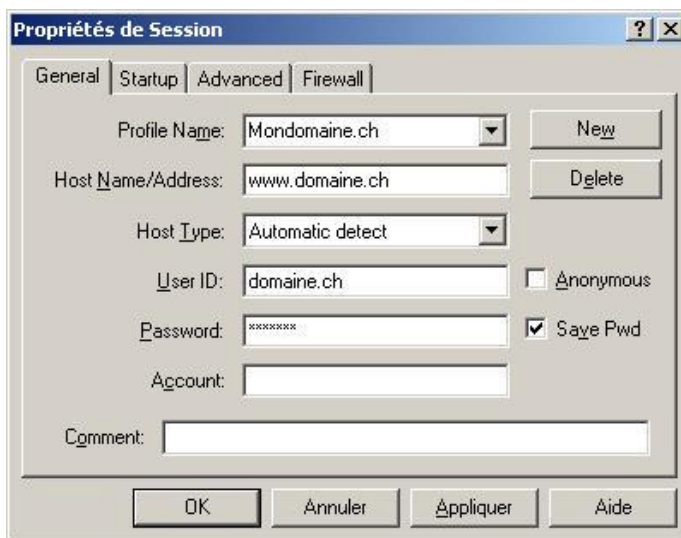 Propriétés de Session
General Startup Advanced Firewall
Profile Name: Mondomaine.ch New
Host Name/Address: www.domaine.ch Delete
Host Type: Automatic detect
User ID: domaine.ch Anonymous
Password: ******* Save Pwd
Account:
Comment:
OK Annuler Appliquer Aide